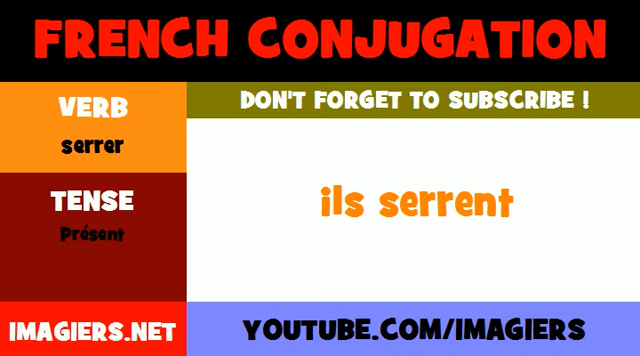 FRENCH CONJUGATION
VERB
serrer
DON'T FORGET TO SUBSCRIBE !
TENSE
Présent
ils serrent
IMAGIERS.NET
YOUTUBE.COM/IMAGIERS